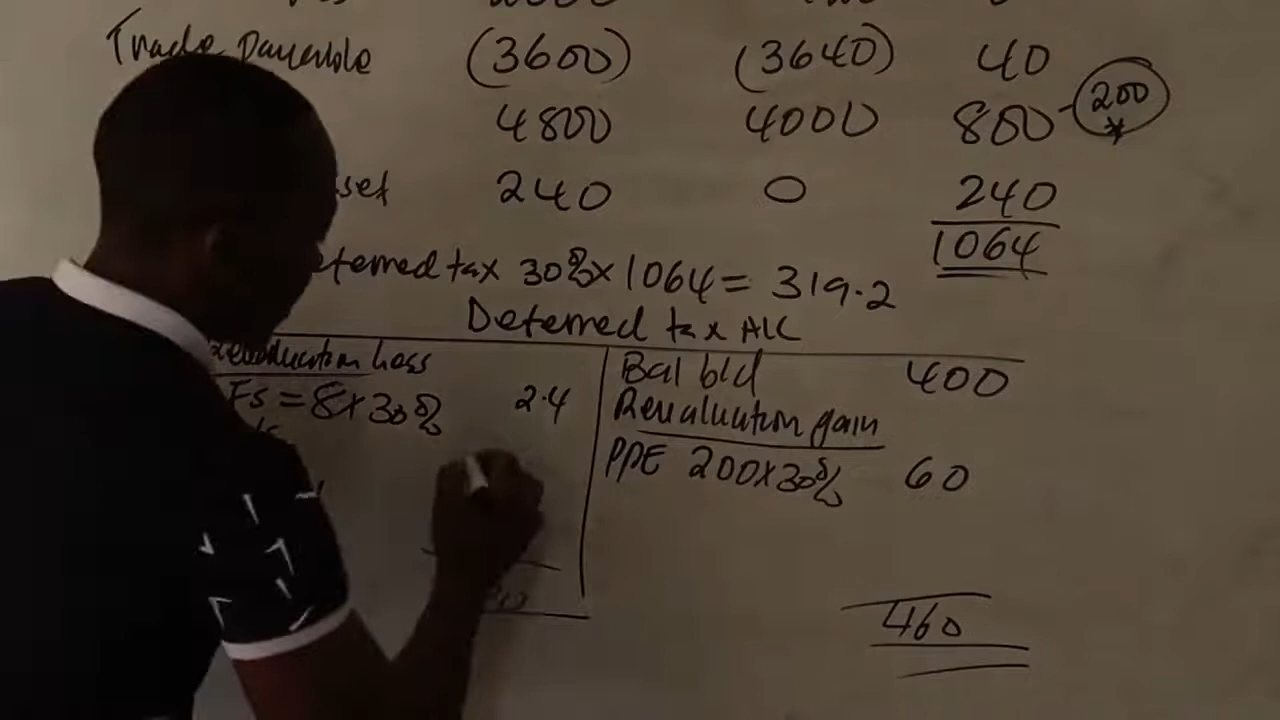 Trade Payable (3600) (3640) 40
4800 4000 800 - 200 *
set 240 0 240
1064
eferred tax 30% x 1064 = 319.2
Deferred tax A/C
Revaluation Loss
FS = 8 x 30% 2.4
Bal b/d 400
Revaluation gain
PPE 200 x 30% 60
460